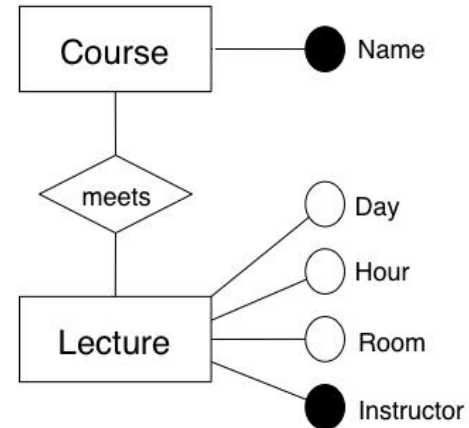 Course
Name
meets
Day
Hour
Lecture
Room
Instructor